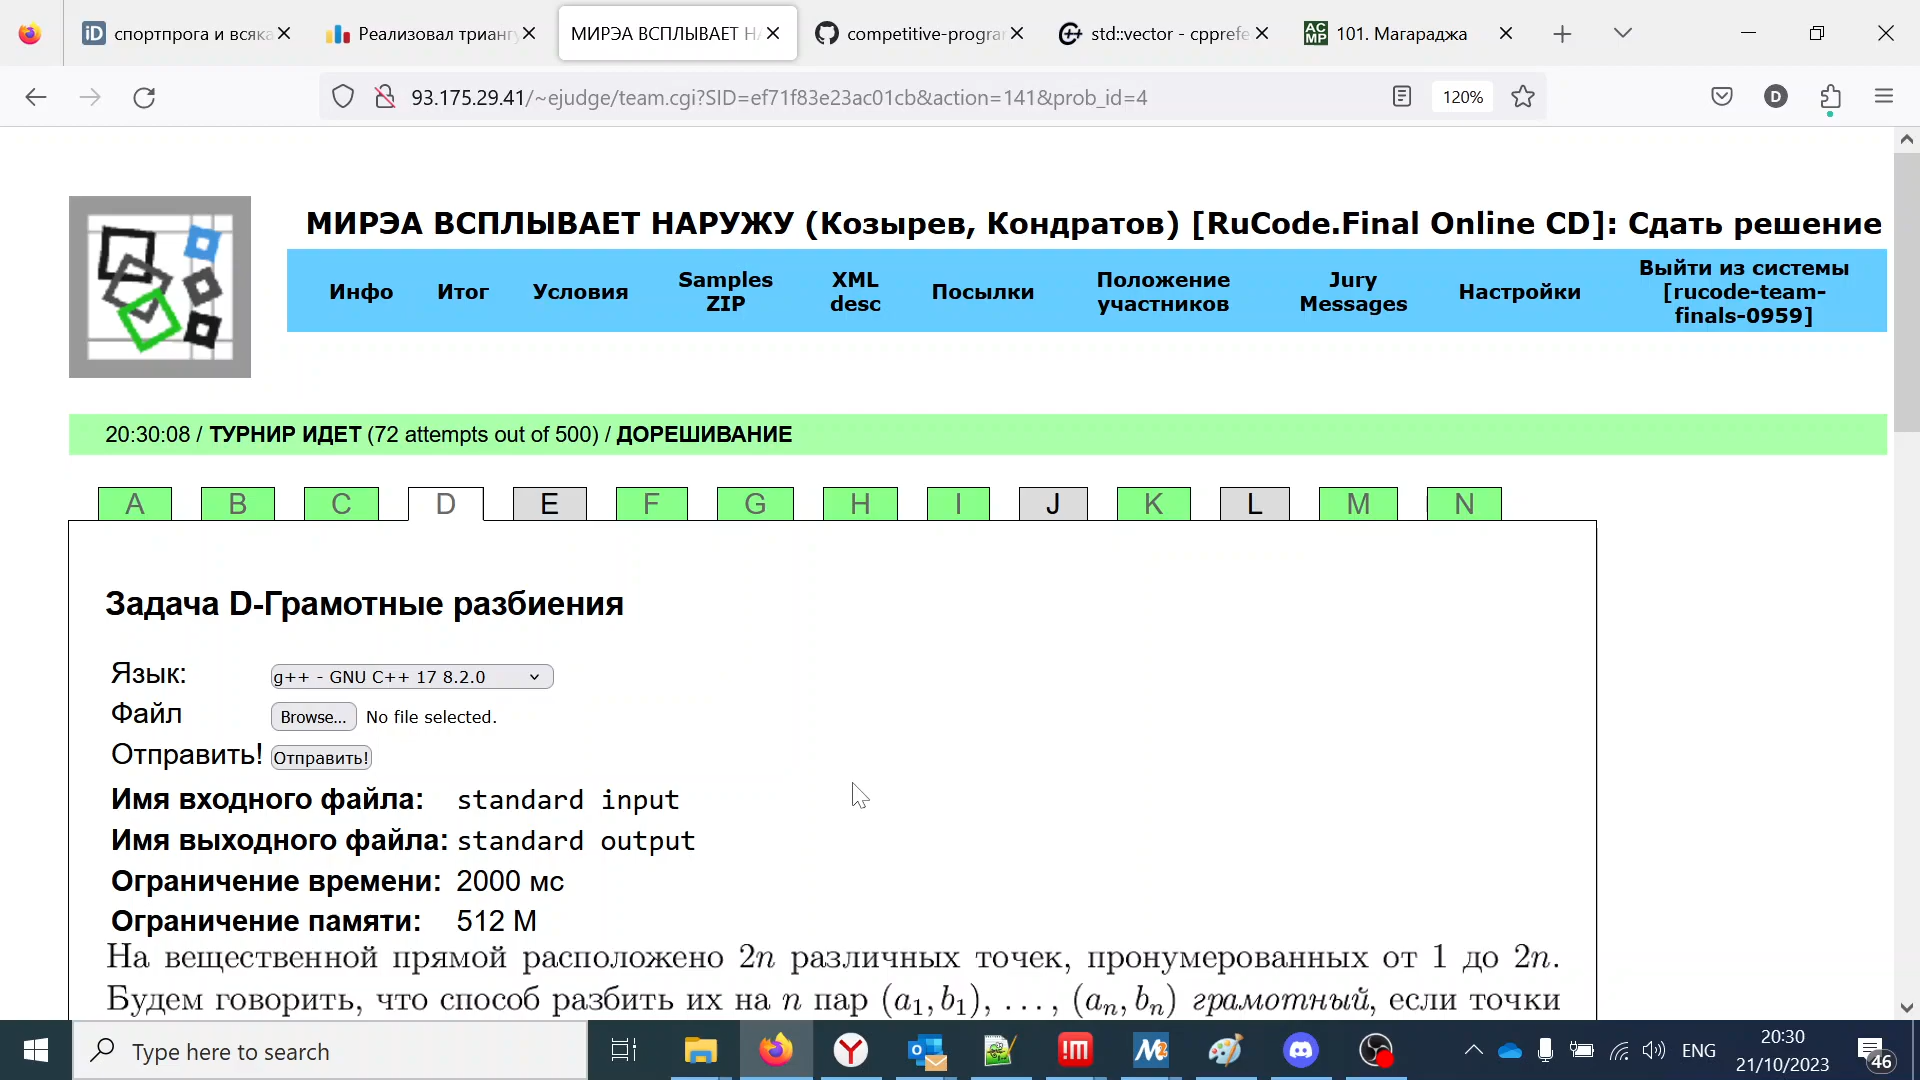 спортпрога и всяка
Реализовал триангу
МИРЭА ВСПЛЫВАЕТ Н
competitive-progra
std::vector - cpprefe
AC MP
101. Магараджа
93.175.29.41/~ejudge/team.cgi?SID=ef71f83e23ac01cb&action=141&prob_id=4
120%
D
МИРЭА ВСПЛЫВАЕТ НАРУЖУ (Козырев, Кондратов) [RuCode.Final Online CD]: Сдать решение
Инфо
Итог
Условия
Samples ZIP
XML desc
Посылки
Положение участников
Jury Messages
Настройки
Выйти из системы [rucode-team-finals-0959]
20:30:08 / ТУРНИР ИДЕТ (72 attempts out of 500) / ДОРЕШИВАНИЕ
A B C D E F G H I J K L M N
Задача D-Грамотные разбиения
Язык: g++ - GNU C++ 17 8.2.0
Файл Browse... No file selected.
Отправить! Отправить!
Имя входного файла: standard input
Имя выходного файла: standard output
Ограничение времени: 2000 мс
Ограничение памяти: 512 M
На вещественной прямой расположено 2n различных точек, пронумерованных от 1 до 2n.
Будем говорить, что способ разбить их на n пар (a₁, b₁), …, (aₙ, bₙ) грамотный, если точки
Type here to search
ENG
20:30
21/10/2023
46